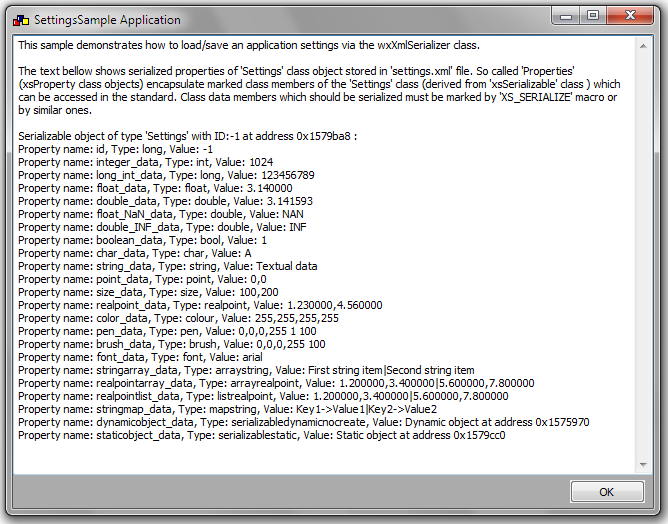 SettingsSample Application
This sample demonstrates how to load/save an application settings via the wxXmlSerializer class.
The text bellow shows serialized properties of 'Settings' class object stored in 'settings.xml' file. So called 'Properties'
(xsProperty class objects) encapsulate marked class members of the 'Settings' class (derived from 'xsSerializable' class ) which
can be accessed in the standard. Class data members which should be serialized must be marked by 'XS_SERIALIZE' macro or
by similar ones.
Serializable object of type 'Settings' with ID:-1 at address 0x1579ba8 :
Property name: id, Type: long, Value: -1
Property name: integer_data, Type: int, Value: 1024
Property name: long_int_data, Type: long, Value: 123456789
Property name: float_data, Type: float, Value: 3.140000
Property name: double_data, Type: double, Value: 3.141593
Property name: float_NaN_data, Type: double, Value: NAN
Property name: double_INF_data, Type: double, Value: INF
Property name: boolean_data, Type: bool, Value: 1
Property name: char_data, Type: char, Value: A
Property name: string_data, Type: string, Value: Textual data
Property name: point_data, Type: point, Value: 0,0
Property name: size_data, Type: size, Value: 100,200
Property name: realpoint_data, Type: realpoint, Value: 1.230000,4.560000
Property name: color_data, Type: colour, Value: 255,255,255,255
Property name: pen_data, Type: pen, Value: 0,0,0,255 1 100
Property name: brush_data, Type: brush, Value: 0,0,0,255 100
Property name: font_data, Type: font, Value: arial
Property name: stringarray_data, Type: arraystring, Value: First string item|Second string item
Property name: realpointarray_data, Type: arrayrealpoint, Value: 1.200000,3.400000|5.600000,7.800000
Property name: realpointlist_data, Type: listrealpoint, Value: 1.200000,3.400000|5.600000,7.800000
Property name: stringmap_data, Type: mapstring, Value: Key1->Value1|Key2->Value2
Property name: dynamicobject_data, Type: serializabledynamicnocreate, Value: Dynamic object at address 0x1575970
Property name: staticobject_data, Type: serializablestatic, Value: Static object at address 0x1579cc0
OK